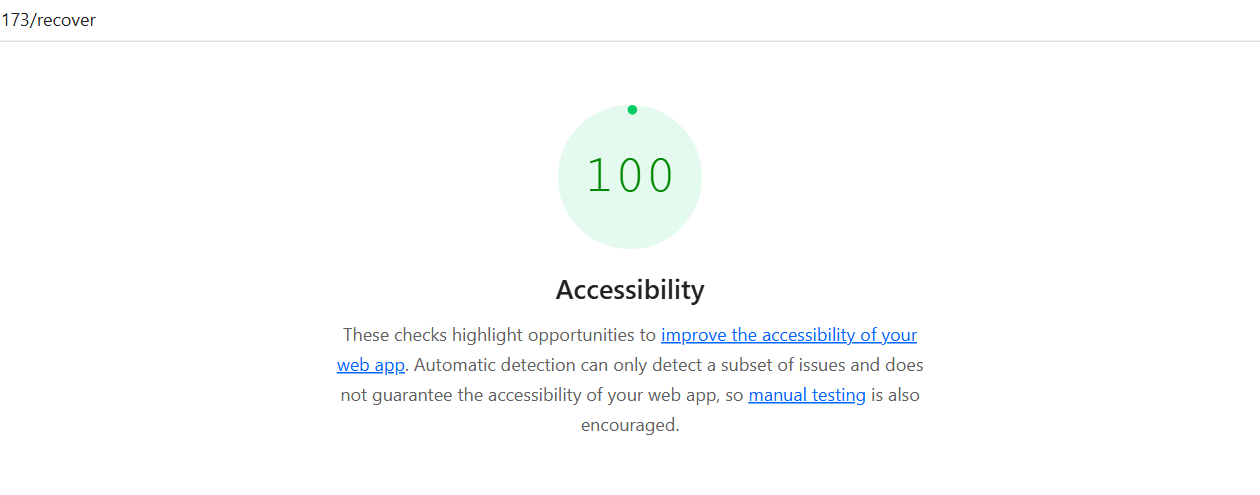 173/recover
100
Accessibility
These checks highlight opportunities to improve the accessibility of your
web app. Automatic detection can only detect a subset of issues and does
not guarantee the accessibility of your web app, so manual testing is also
encouraged.